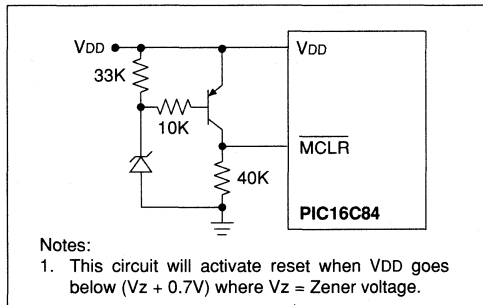 VDD VDD
33K
10K
MCLR
40K
PIC16C84
Notes:
1. This circuit will activate reset when VDD goes
below (Vz + 0.7V) where Vz = Zener voltage.